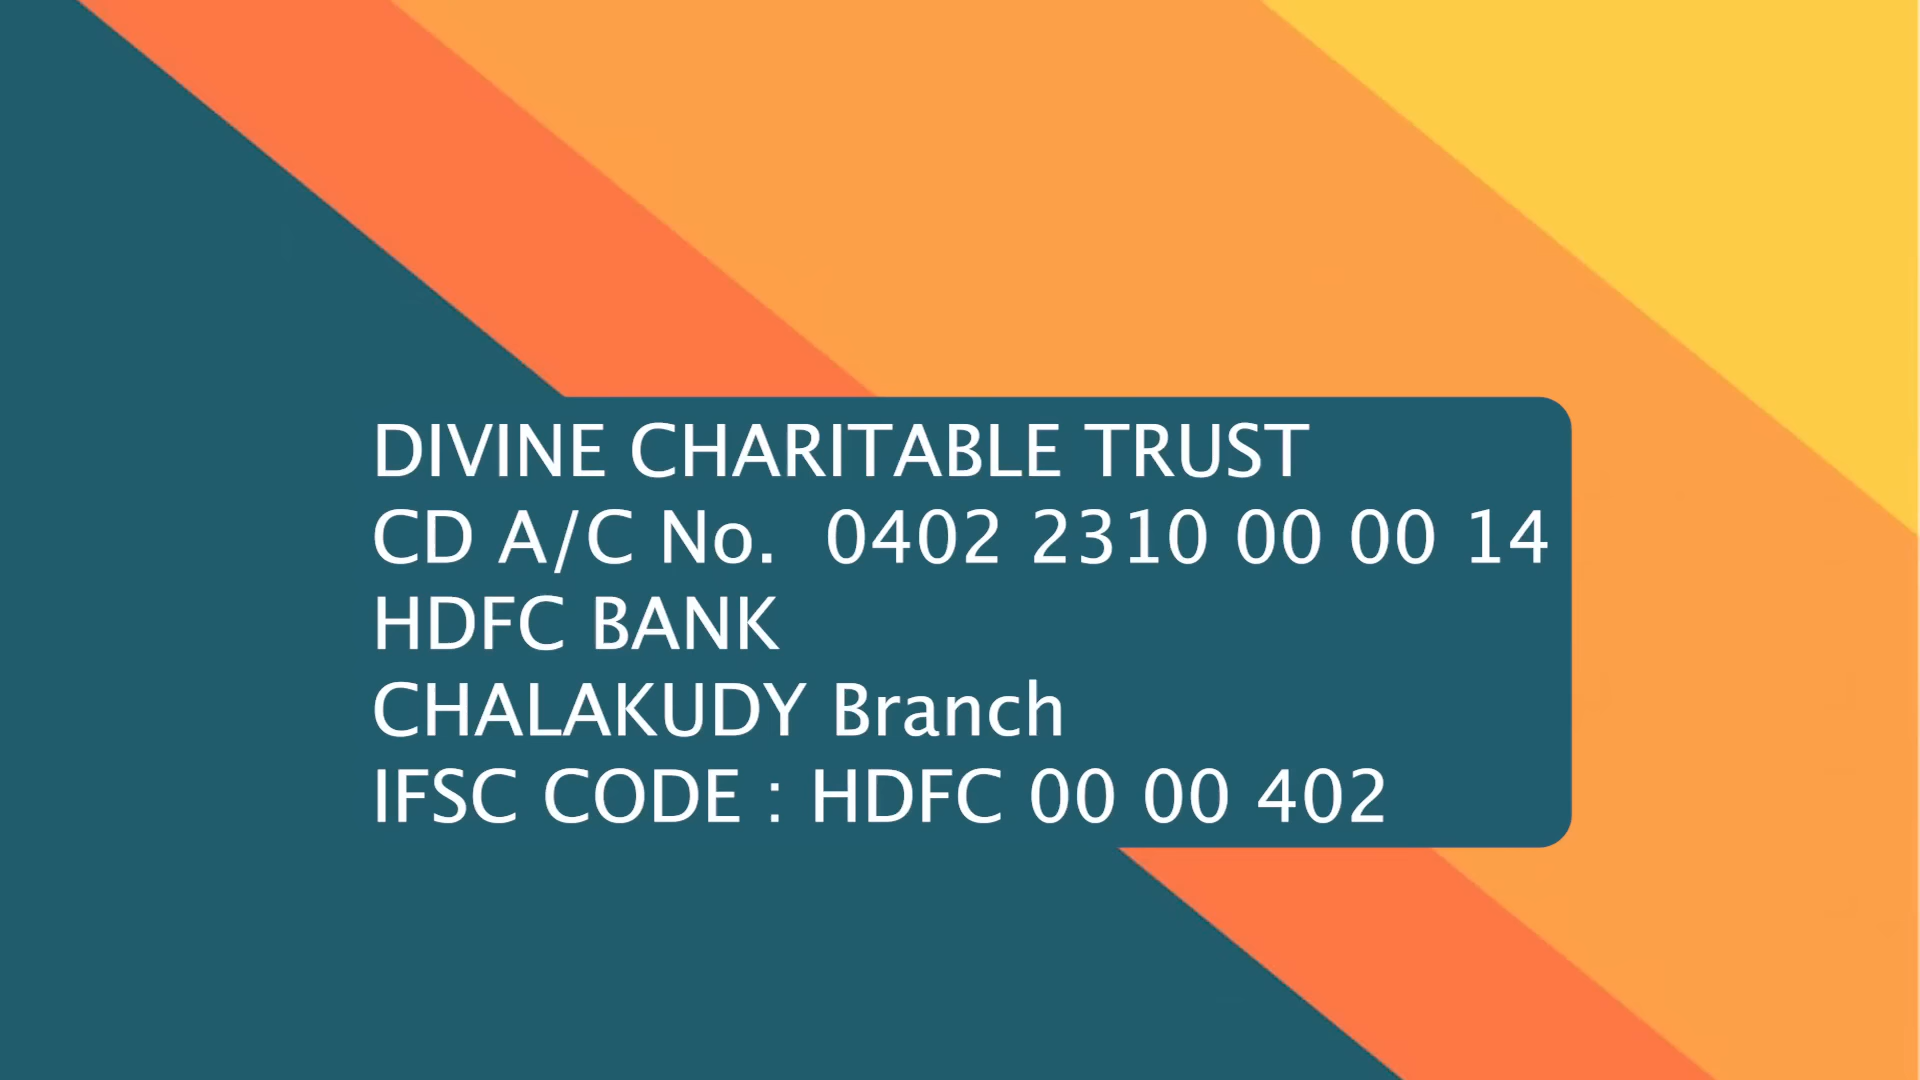 DIVINE CHARITABLE TRUST
CD A/C No.  0402 2310 00 00 14
HDFC BANK
CHALAKUDY Branch
IFSC CODE : HDFC 00 00 402